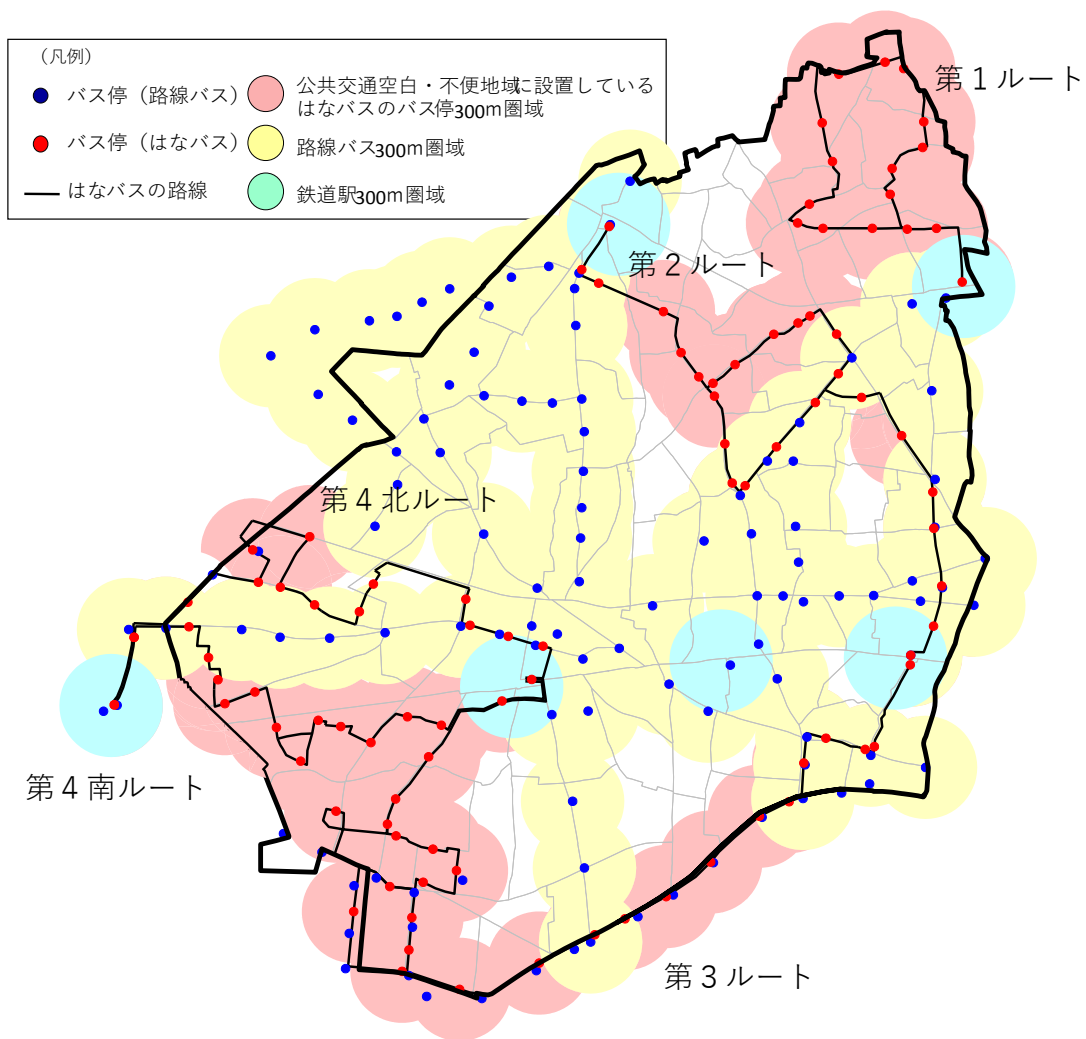 （凡例）
バス停（路線バス）
バス停（はなバス）
はなバスの路線
公共交通空白・不便地域に設置している
はなバスのバス停300m圏域
路線バス300m圏域
鉄道駅300m圏域
第１ルート
第２ルート
第４北ルート
第４南ルート
第３ルート